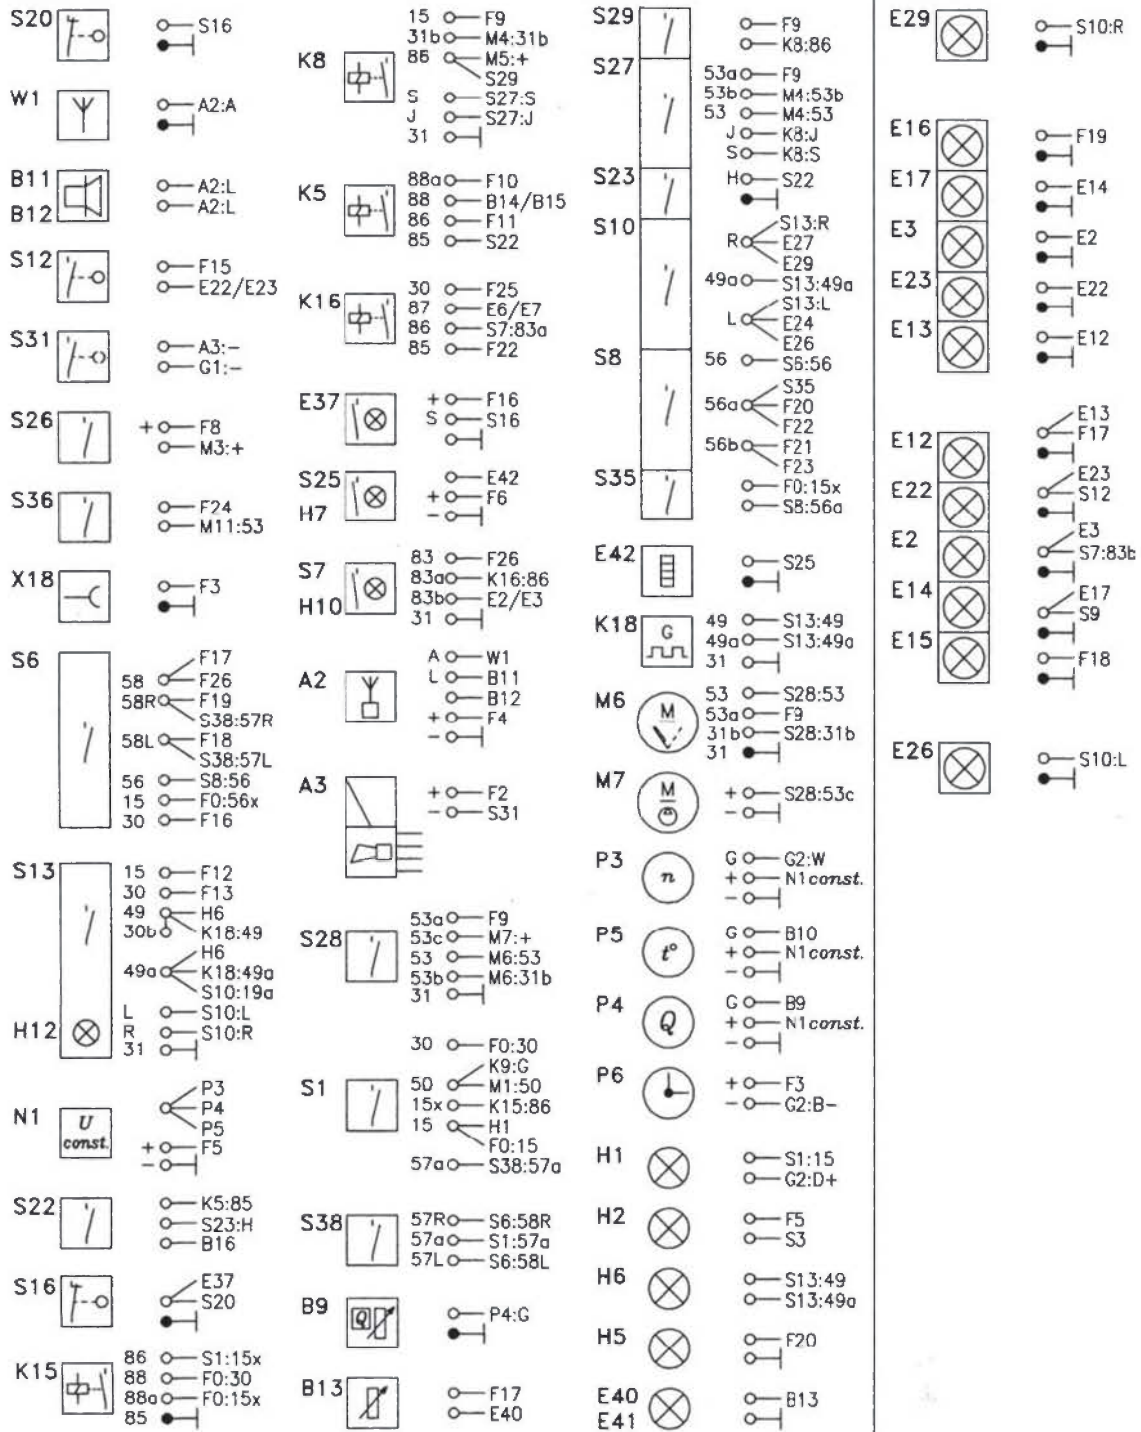 S20
S16
W1
A2:A
B11
B12
A2:L
A2:L
S12
F15
E22/E23
S31
A3:–
G1:–
S26
+ F8
M3:+
S36
F24
M11:53
X18
F3
S6
F17
58 F26
58R F19
S38:57R
58L F18
S38:57L
56 S8:56
15 F0:56x
30 F16
S13
15 F12
30 F13
49 H6
30b K18:49
H6
49a K18:49a
S10:19a
L S10:L
H12
R S10:R
31
N1
U
const.
P3
P4
P5
+ F5
–
S22
K5:85
S23:H
B16
S16
E37
S20
K15
86 S1:15x
88 F0:30
88a F0:15x
85
K8
15 F9
31b M4:31b
86 M5:+
S29
S S27:S
J S27:J
31
K5
88a F10
88 B14/B15
86 F11
85 S22
K16
30 F25
87 E6/E7
86 S7:83a
85 F22
E37
+ F16
S S16
S25
H7
E42
+ F6
–
S7
H10
83 F26
83a K16:86
83b E2/E3
31
A2
A W1
L B11
B12
+ F4
–
A3
+ F2
– S31
S28
53a F9
53c M7:+
53 M6:53
53b M6:31b
31
S1
30 F0:30
K9:G
50 M1:50
15x K15:86
15 H1
F0:15
57a S38:57a
S38
57R S6:58R
57a S1:57a
57L S6:58L
B9
Q
P4:G
B13
F17
E40
S29
F9
K8:86
S27
53a F9
53b M4:53b
53 M4:53
J K8:J
S K8:S
S23
H S22
S10
S13:R
R E27
E29
49a S13:49a
S13:L
L E24
E26
S8
56 S6:56
S35
56a F20
F22
56b F21
F23
S35
F0:15x
S8:56a
E42
S25
K18
G
49 S13:49
49a S13:49a
31
M6
M
53 S28:53
53a F9
31b S28:31b
31
M7
M
+ S28:53c
–
P3
n
G G2:W
+ N1const.
–
P5
t°
G B10
+ N1const.
–
P4
Q
G B9
+ N1const.
–
P6
+ F3
– G2:B–
H1
S1:15
G2:D+
H2
F5
S3
H6
S13:49
S13:49a
H5
F20
E40
E41
B13
E29
S10:R
E16
F19
E17
E14
E3
E2
E23
E22
E13
E12
E12
E13
F17
E22
E23
S12
E2
E3
S7:83b
E14
E17
S9
E15
F18
E26
S10:L